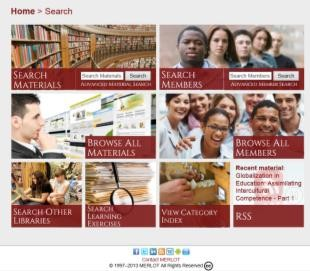 Home > Search
SEARCH
MATERIALS
Search Materials
Search
ADVANCED MATERIAL SEARCH
SEARCH
MEMBERS
Search Members
Search
ADVANCED MEMBER SEARCH
BROWSE ALL
MATERIALS
BROWSE ALL
MEMBERS
SEARCH OTHER
LIBRARIES
SEARCH
LEARNING
EXERCISES
VIEW CATEGORY
INDEX
Recent material
Globalization in
Education: Assimilating
Intercultural
Competence - Part 1
RSS
Contact MERLOT
© 1997-2013 MERLOT All Rights Reserved